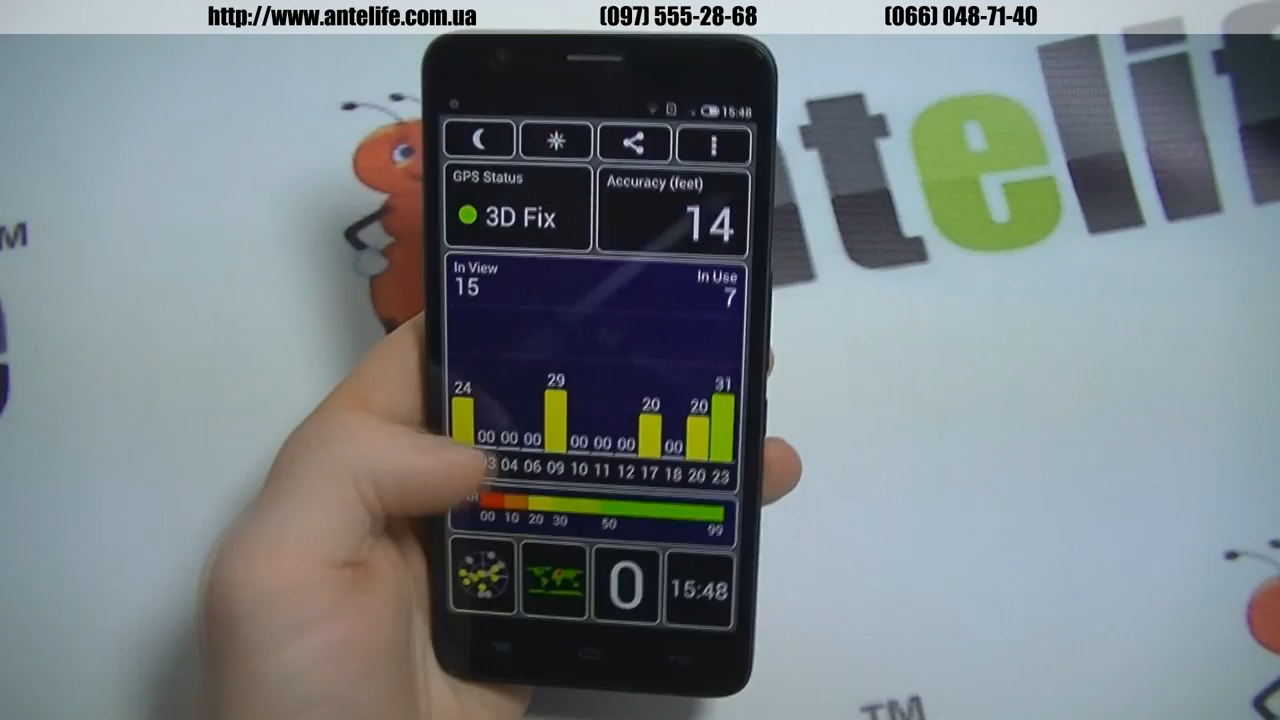 http://www.antelife.com.ua (097) 555-28-68 (066) 048-71-40
15:48
GPS Status
3D Fix
Accuracy (feet)
14
In View
15
In Use
7
24 00 00 00 29 00 00 00 20 00 20 31
03 04 06 09 10 11 12 17 18 20 23
00 10 20 30 50 99
0
15:48
antelif
TM
TM